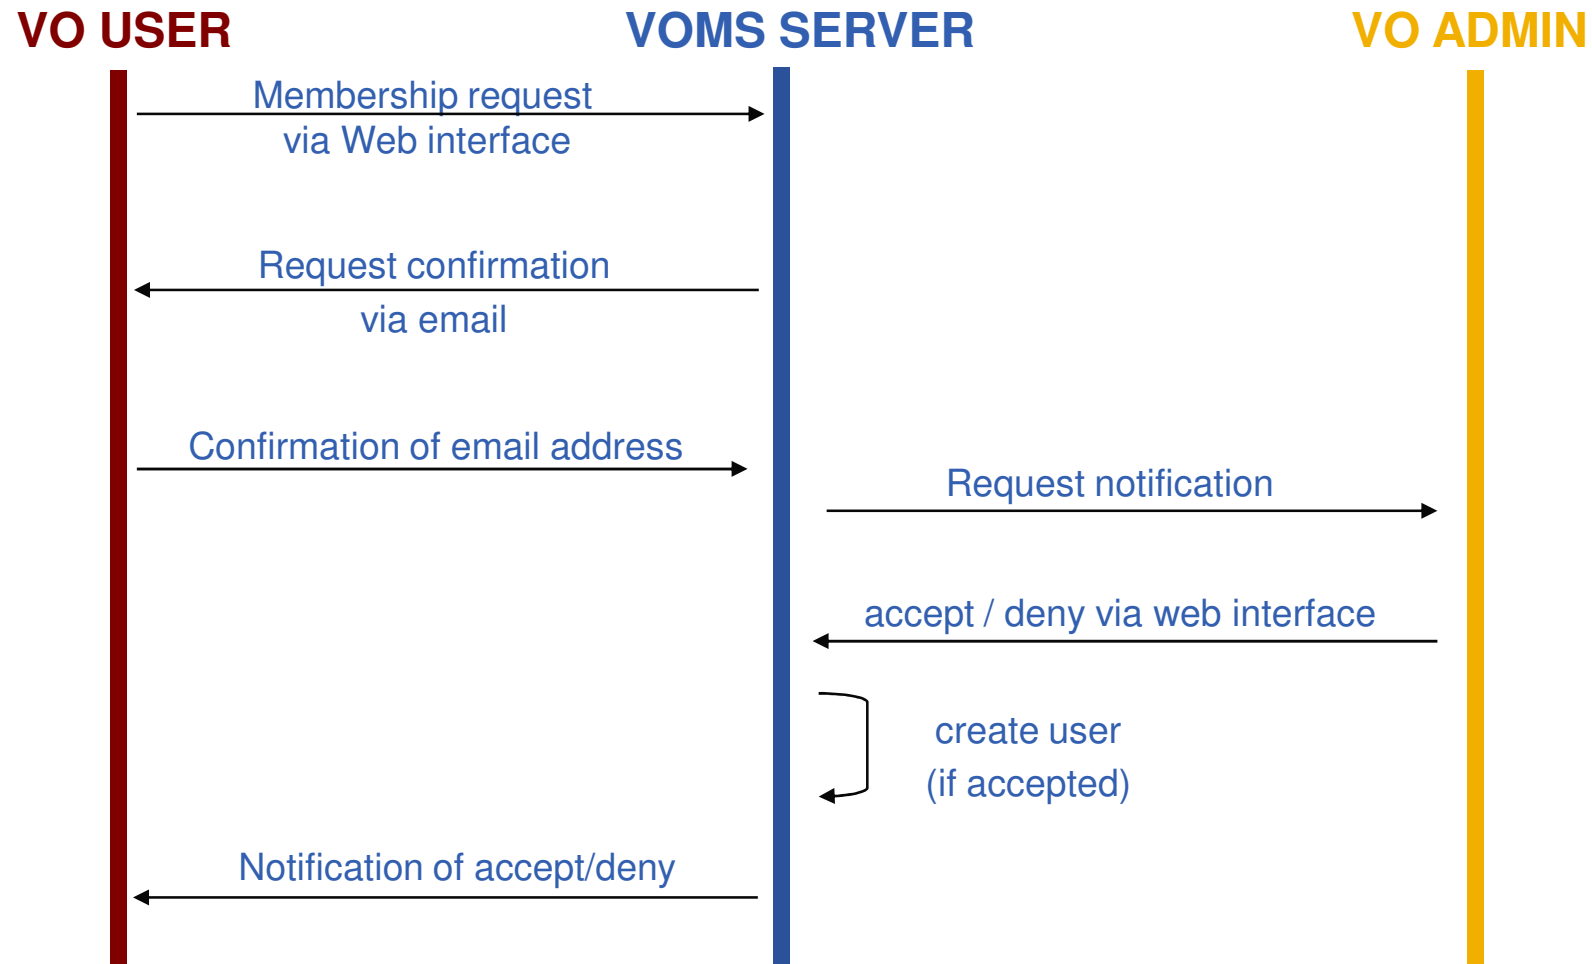 VO USER
VOMS SERVER
VO ADMIN
Membership request
via Web interface
Request confirmation
via email
Confirmation of email address
Request notification
accept / deny via web interface
create user
(if accepted)
Notification of accept/deny